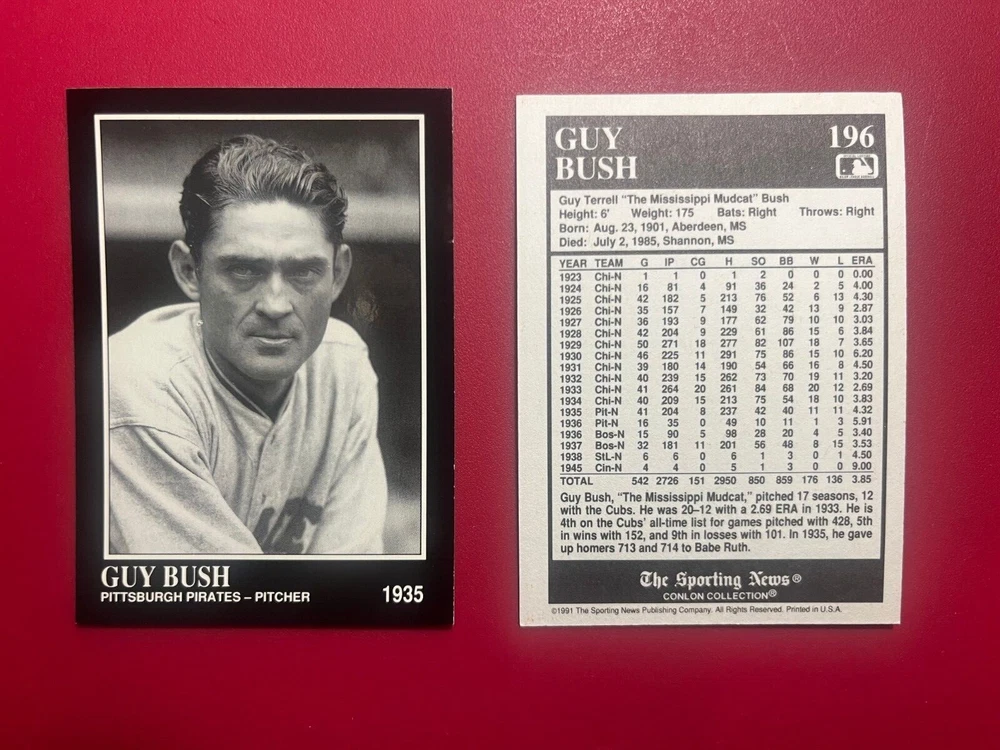 GUY BUSH
PITTSBURGH PIRATES – PITCHER
1935
GUY
BUSH
196
Guy Terrell "The Mississippi Mudcat" Bush
Height: 6' Weight: 175 Bats: Right Throws: Right
Born: Aug. 23, 1901, Aberdeen, MS
Died: July 2, 1985, Shannon, MS
YEAR TEAM G IP CG H SO BB W L ERA
1923 Chi-N 1 1 0 1 2 0 0 0 0.00
1924 Chi-N 16 81 4 91 36 24 2 5 4.00
1925 Chi-N 42 182 5 213 76 52 6 13 4.30
1926 Chi-N 35 157 7 149 32 42 13 9 2.87
1927 Chi-N 36 193 9 177 62 79 10 10 3.03
1928 Chi-N 42 204 9 229 61 86 15 6 3.84
1929 Chi-N 50 271 18 277 82 107 18 7 3.65
1930 Chi-N 46 225 11 291 75 86 15 10 6.20
1931 Chi-N 39 180 14 190 54 66 16 8 4.50
1932 Chi-N 40 239 15 262 73 70 19 11 3.20
1933 Chi-N 41 264 20 261 84 68 20 12 2.69
1934 Chi-N 40 209 15 213 75 54 18 10 3.83
1935 Pit-N 41 204 8 237 42 40 11 11 4.32
1936 Pit-N 16 35 0 49 10 11 1 3 5.91
1936 Bos-N 15 90 5 98 28 20 4 5 3.40
1937 Bos-N 32 181 11 201 56 48 8 15 3.53
1938 StL-N 6 6 0 6 1 3 0 1 4.50
1945 Cin-N 4 4 0 5 1 3 0 0 9.00
TOTAL 542 2726 151 2950 850 859 176 136 3.85
Guy Bush, "The Mississippi Mudcat," pitched 17 seasons, 12
with the Cubs. He was 20–12 with a 2.69 ERA in 1933. He is
4th on the Cubs' all-time list for games pitched with 428, 5th
in wins with 152, and 9th in losses with 101. In 1935, he gave
up homers 713 and 714 to Babe Ruth.
The Sporting News®
CONLON COLLECTION®
©1991 The Sporting News Publishing Company. All Rights Reserved. Printed in U.S.A.